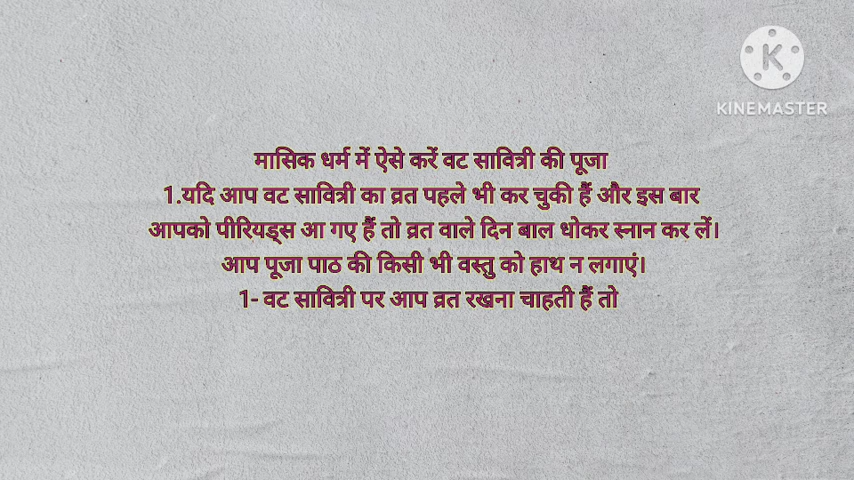 KINEMASTER
मासिक धर्म में ऐसे करें वट सावित्री की पूजा
1.यदि आप वट सावित्री का व्रत पहले भी कर चुकी हैं और इस बार
आपको पीरियड्स आ गए हैं तो व्रत वाले दिन बाल धोकर स्नान कर लें।
आप पूजा पाठ की किसी भी वस्तु को हाथ न लगाएं।
1- वट सावित्री पर आप व्रत रखना चाहती हैं तो